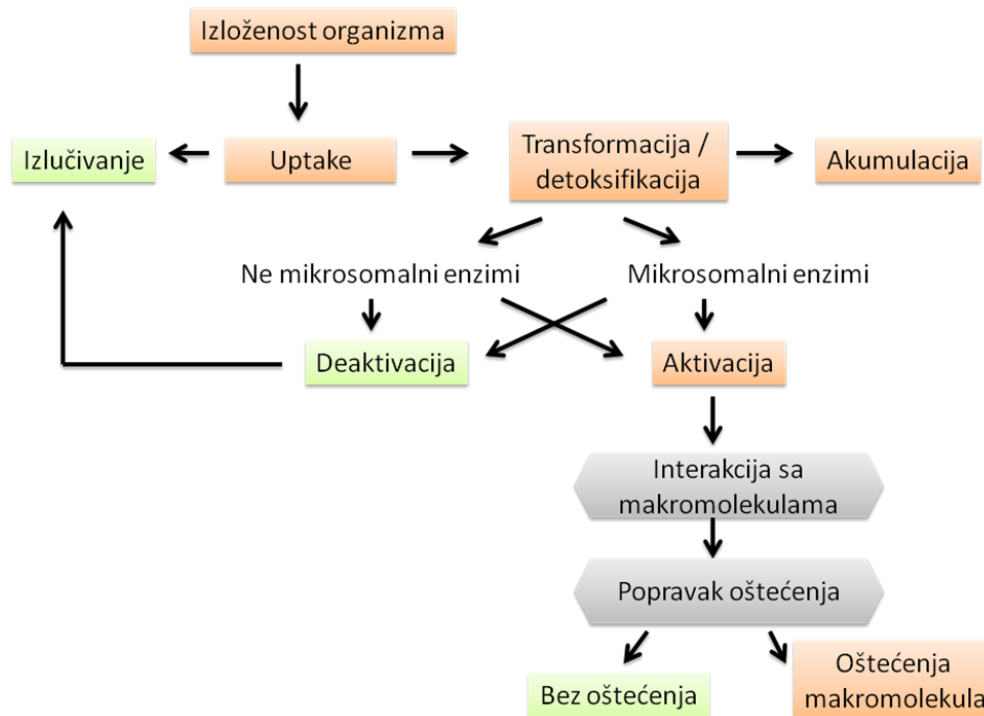 Izloženost organizma
Izlučivanje
Uptake
Transformacija /
detoksifikacija
Akumulacija
Ne mikrosomalni enzimi
Mikrosomalni enzimi
Deaktivacija
Aktivacija
Interakcija sa
makromolekulama
Popravak oštećenja
Bez oštećenja
Oštećenja
makromolekula